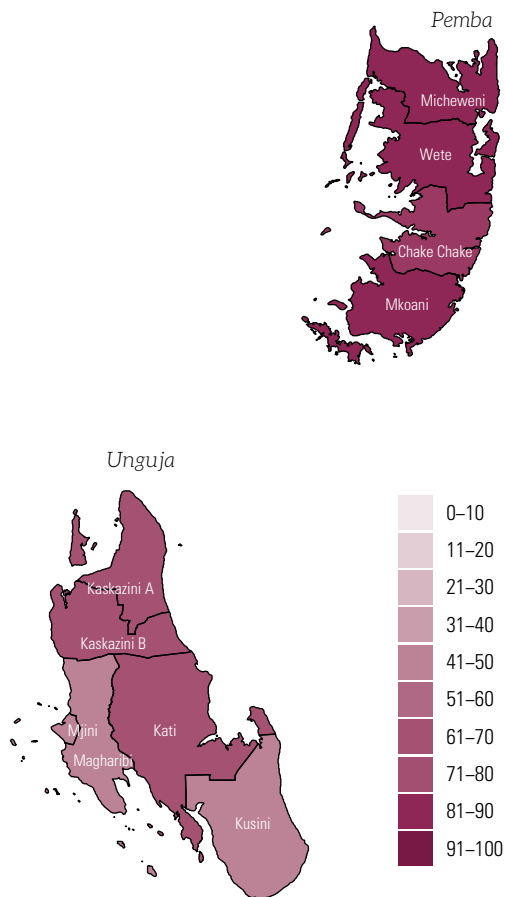 Pemba
Micheweni
Wete
Chake Chake
Mkoani
Unguja
Kaskazini A
Kaskazini B
Mjini
Kati
Magharibi
Kusini
0–10
11–20
21–30
31–40
41–50
51–60
61–70
71–80
81–90
91–100